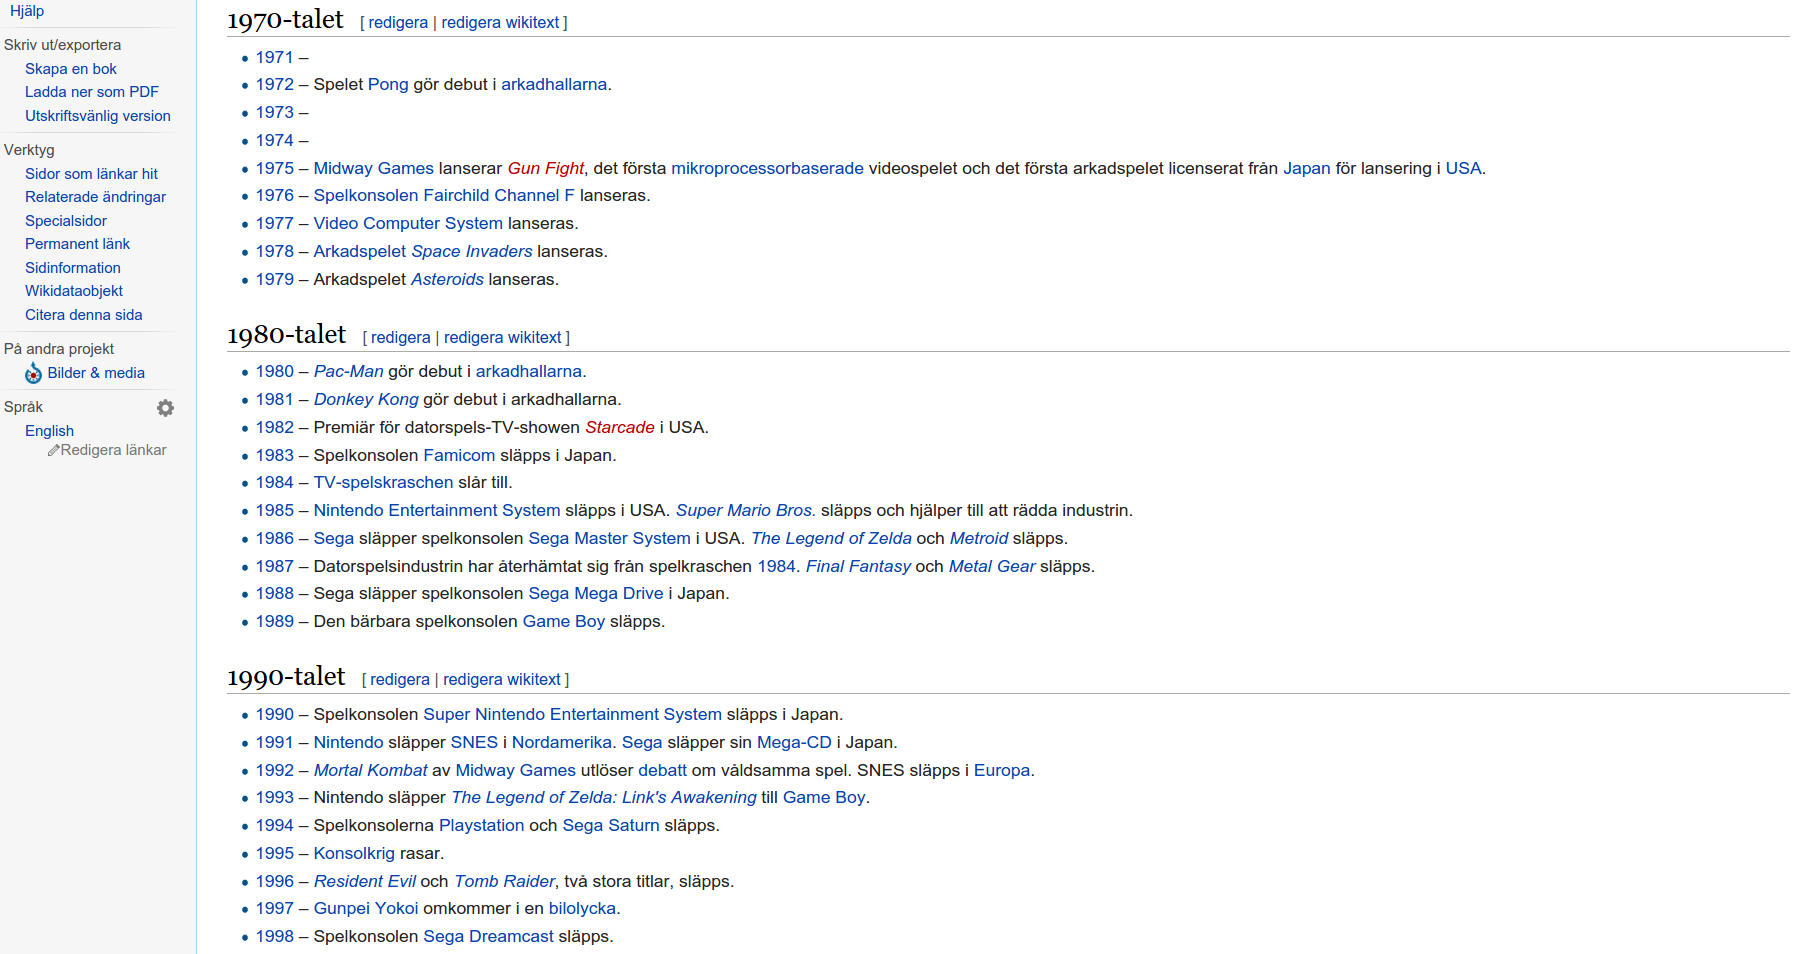 Hjälp
Skriv ut/exportera
Skapa en bok
Ladda ner som PDF
Utskriftsvänlig version
Verktyg
Sidor som länkar hit
Relaterade ändringar
Specialsidor
Permanent länk
Sidinformation
Wikidataobjekt
Citera denna sida
På andra projekt
Bilder & media
Språk
English
Redigera länkar
1970-talet [ redigera | redigera wikitext ]
1971 –
1972 – Spelet Pong gör debut i arkadhallarna.
1973 –
1974 –
1975 – Midway Games lanserar Gun Fight, det första mikroprocessorbaserade videospelet och det första arkadspelet licenserat från Japan för lansering i USA.
1976 – Spelkonsolen Fairchild Channel F lanseras.
1977 – Video Computer System lanseras.
1978 – Arkadspelet Space Invaders lanseras.
1979 – Arkadspelet Asteroids lanseras.
1980-talet [ redigera | redigera wikitext ]
1980 – Pac-Man gör debut i arkadhallarna.
1981 – Donkey Kong gör debut i arkadhallarna.
1982 – Premiär för datorspels-TV-showen Starcade i USA.
1983 – Spelkonsolen Famicom släpps i Japan.
1984 – TV-spelskraschen slår till.
1985 – Nintendo Entertainment System släpps i USA. Super Mario Bros. släpps och hjälper till att rädda industrin.
1986 – Sega släpper spelkonsolen Sega Master System i USA. The Legend of Zelda och Metroid släpps.
1987 – Datorspelsindustrin har återhämtat sig från spelkraschen 1984. Final Fantasy och Metal Gear släpps.
1988 – Sega släpper spelkonsolen Sega Mega Drive i Japan.
1989 – Den bärbara spelkonsolen Game Boy släpps.
1990-talet [ redigera | redigera wikitext ]
1990 – Spelkonsolen Super Nintendo Entertainment System släpps i Japan.
1991 – Nintendo släpper SNES i Nordamerika. Sega släpper sin Mega-CD i Japan.
1992 – Mortal Kombat av Midway Games utlöser debatt om våldsamma spel. SNES släpps i Europa.
1993 – Nintendo släpper The Legend of Zelda: Link's Awakening till Game Boy.
1994 – Spelkonsolerna Playstation och Sega Saturn släpps.
1995 – Konsolkrig rasar.
1996 – Resident Evil och Tomb Raider, två stora titlar, släpps.
1997 – Gunpei Yokoi omkommer i en bilolycka.
1998 – Spelkonsolen Sega Dreamcast släpps.